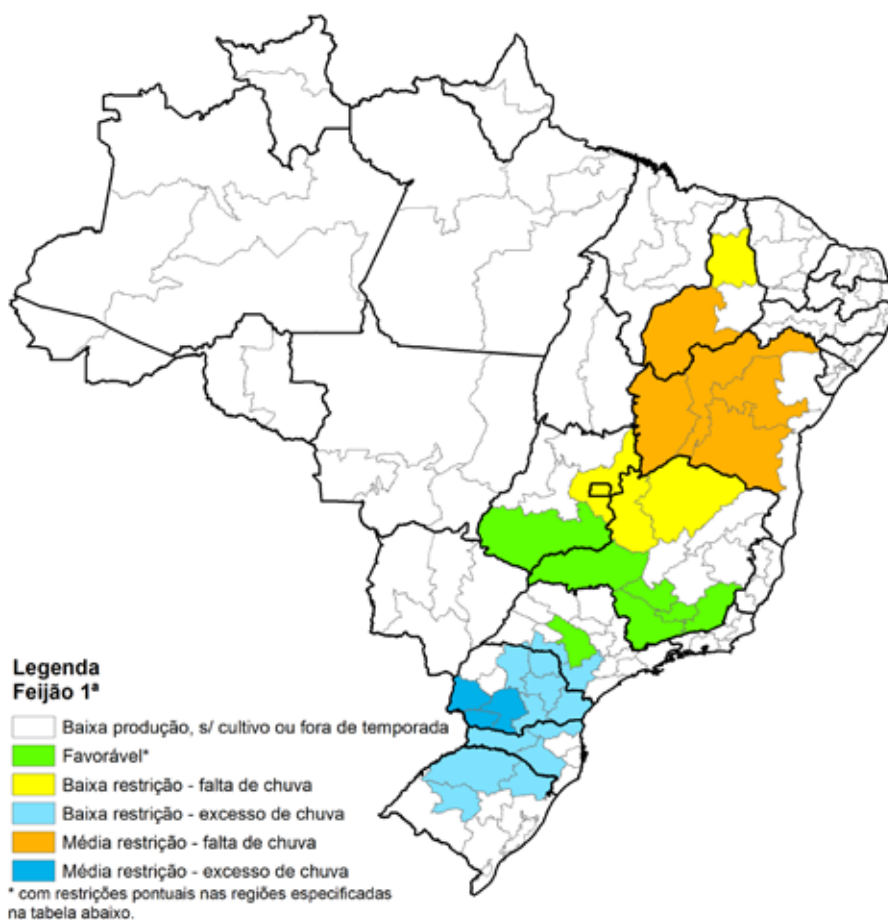 Legenda
Feijão 1ª
Baixa produção, s/ cultivo ou fora de temporada
Favorável*
Baixa restrição - falta de chuva
Baixa restrição - excesso de chuva
Média restrição - falta de chuva
Média restrição - excesso de chuva
* com restrições pontuais nas regiões especificadas
na tabela abaixo.